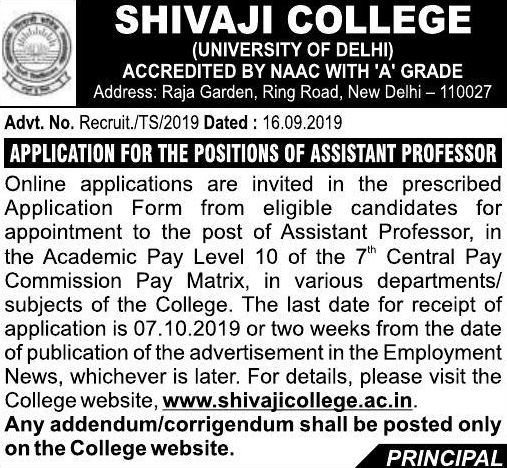 SHIVAJI COLLEGE
(UNIVERSITY OF DELHI)
ACCREDITED BY NAAC WITH 'A' GRADE
Address: Raja Garden, Ring Road, New Delhi – 110027
Advt. No. Recruit./TS/2019 Dated : 16.09.2019
APPLICATION FOR THE POSITIONS OF ASSISTANT PROFESSOR
Online applications are invited in the prescribed
Application Form from eligible candidates for
appointment to the post of Assistant Professor, in
the Academic Pay Level 10 of the 7th Central Pay
Commission Pay Matrix, in various departments/
subjects of the College. The last date for receipt of
application is 07.10.2019 or two weeks from the date
of publication of the advertisement in the Employment
News, whichever is later. For details, please visit the
College website, www.shivajicollege.ac.in.
Any addendum/corrigendum shall be posted only
on the College website.
PRINCIPAL